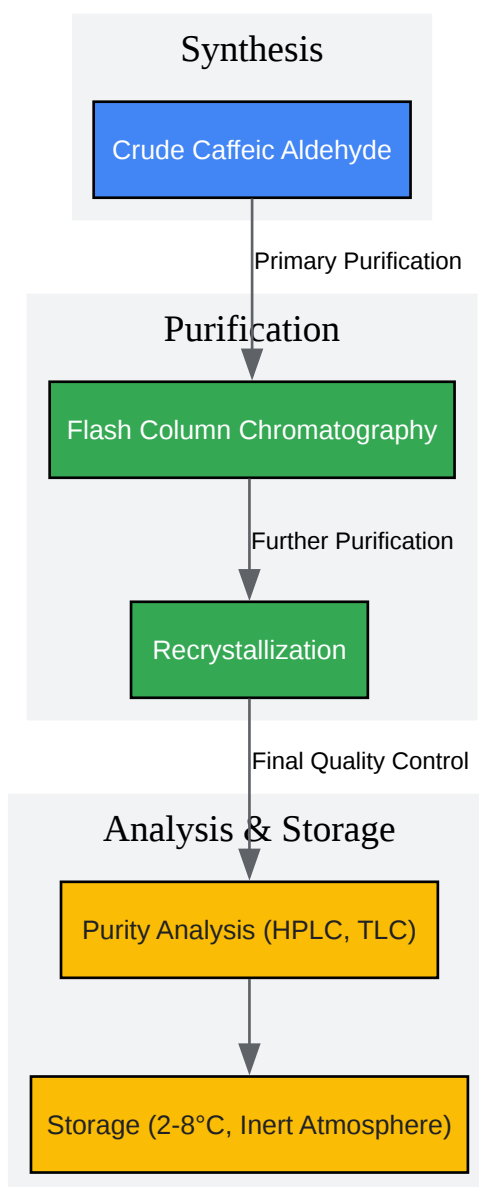 Synthesis
Crude Caffeic Aldehyde
Primary Purification
Purification
Flash Column Chromatography
Further Purification
Recrystallization
Final Quality Control
Analysis & Storage
Purity Analysis (HPLC, TLC)
Storage (2-8°C, Inert Atmosphere)